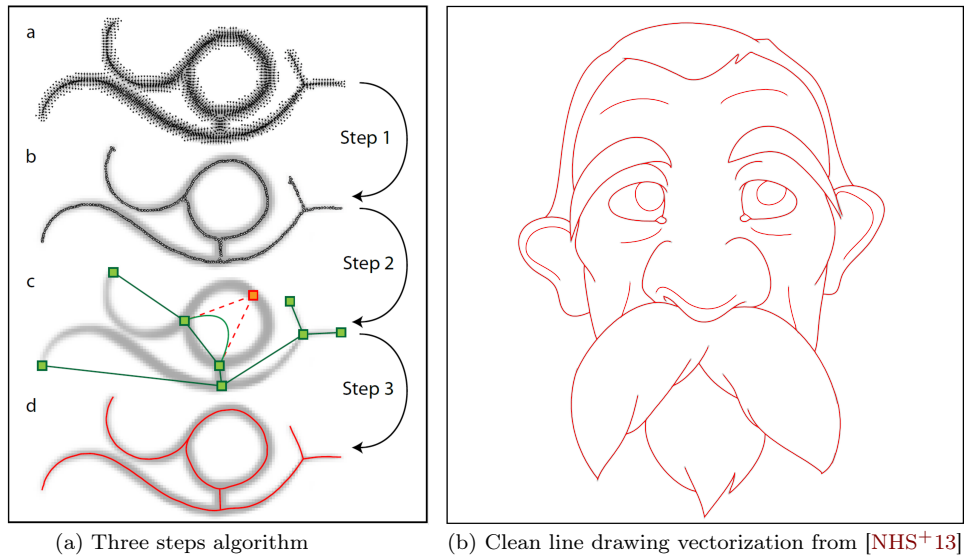 a
Step 1
b
Step 2
c
Step 3
d
(a) Three steps algorithm
(b) Clean line drawing vectorization from [NHS+13]